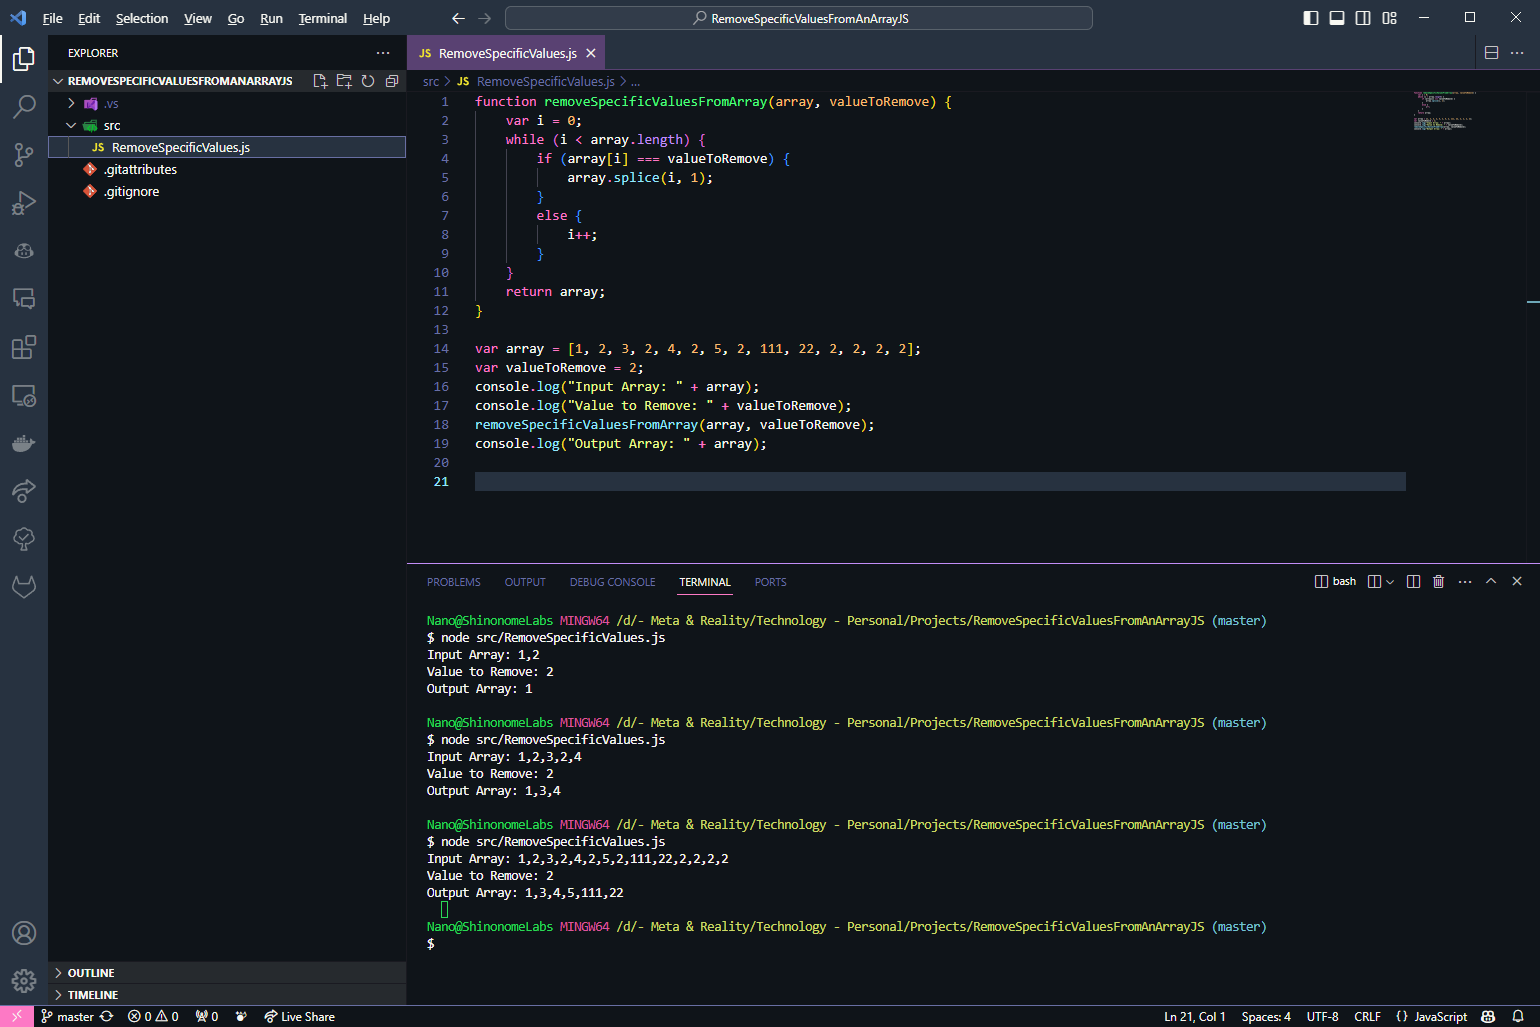 File Edit Selection View Go Run Terminal Help
RemoveSpecificValuesFromAnArrayJS
EXPLORER
REMOVESPECIFICVALUESFROMANARRAYJS
.vs
src
JS RemoveSpecificValues.js
.gitattributes
.gitignore
OUTLINE
TIMELINE
JS RemoveSpecificValues.js
src > JS RemoveSpecificValues.js > ...
1 function removeSpecificValuesFromArray(array, valueToRemove) {
2 var i = 0;
3 while (i < array.length) {
4 if (array[i] === valueToRemove) {
5 array.splice(i, 1);
6 }
7 else {
8 i++;
9 }
10 }
11 return array;
12 }
13
14 var array = [1, 2, 3, 2, 4, 2, 5, 2, 111, 22, 2, 2, 2, 2];
15 var valueToRemove = 2;
16 console.log("Input Array: " + array);
17 console.log("Value to Remove: " + valueToRemove);
18 removeSpecificValuesFromArray(array, valueToRemove);
19 console.log("Output Array: " + array);
20
21
PROBLEMS OUTPUT DEBUG CONSOLE TERMINAL PORTS
bash
Nano@ShinonomeLabs MINGW64 /d/- Meta & Reality/Technology - Personal/Projects/RemoveSpecificValuesFromAnArrayJS (master)
$ node src/RemoveSpecificValues.js
Input Array: 1,2
Value to Remove: 2
Output Array: 1
Nano@ShinonomeLabs MINGW64 /d/- Meta & Reality/Technology - Personal/Projects/RemoveSpecificValuesFromAnArrayJS (master)
$ node src/RemoveSpecificValues.js
Input Array: 1,2,3,2,4
Value to Remove: 2
Output Array: 1,3,4
Nano@ShinonomeLabs MINGW64 /d/- Meta & Reality/Technology - Personal/Projects/RemoveSpecificValuesFromAnArrayJS (master)
$ node src/RemoveSpecificValues.js
Input Array: 1,2,3,2,4,2,5,2,111,22,2,2,2,2
Value to Remove: 2
Output Array: 1,3,4,5,111,22
Nano@ShinonomeLabs MINGW64 /d/- Meta & Reality/Technology - Personal/Projects/RemoveSpecificValuesFromAnArrayJS (master)
$
master 0 0 0 Live Share
Ln 21, Col 1 Spaces: 4 UTF-8 CRLF {} JavaScript